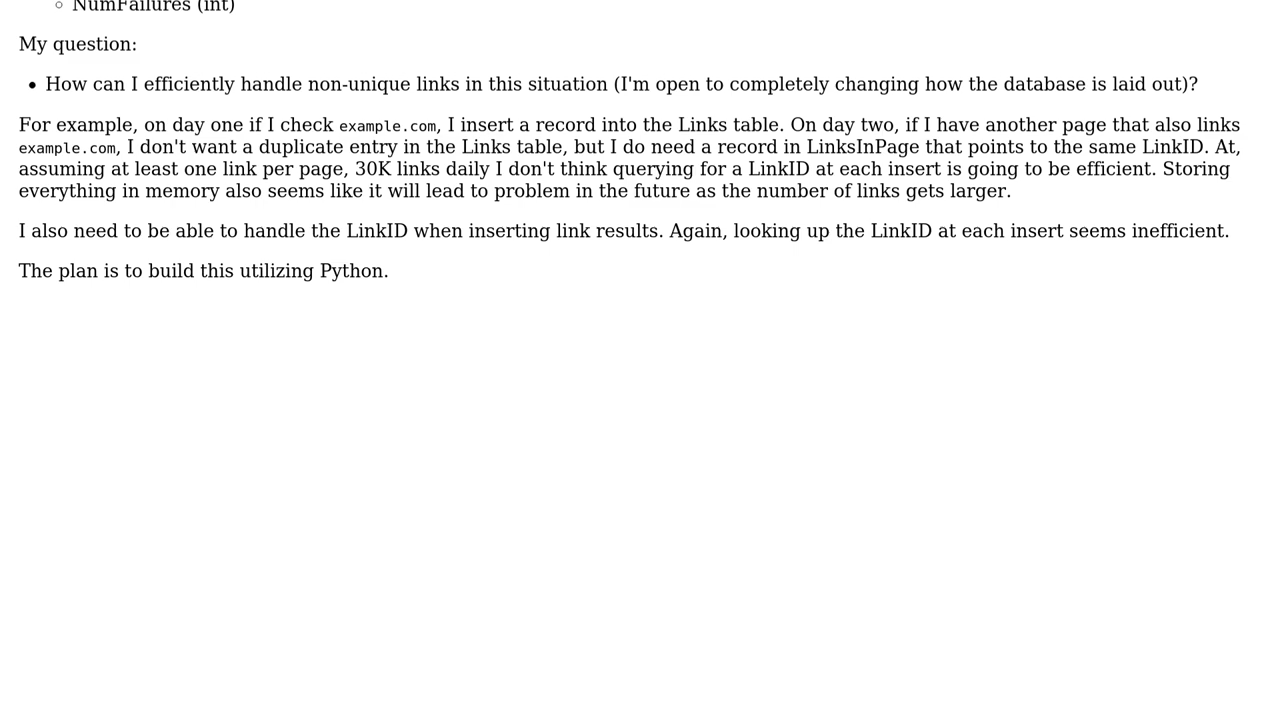 NumFailures (int)
My question:
How can I efficiently handle non-unique links in this situation (I'm open to completely changing how the database is laid out)?
For example, on day one if I check example.com, I insert a record into the Links table. On day two, if I have another page that also links
example.com, I don't want a duplicate entry in the Links table, but I do need a record in LinksInPage that points to the same LinkID. At,
assuming at least one link per page, 30K links daily I don't think querying for a LinkID at each insert is going to be efficient. Storing
everything in memory also seems like it will lead to problem in the future as the number of links gets larger.
I also need to be able to handle the LinkID when inserting link results. Again, looking up the LinkID at each insert seems inefficient.
The plan is to build this utilizing Python.